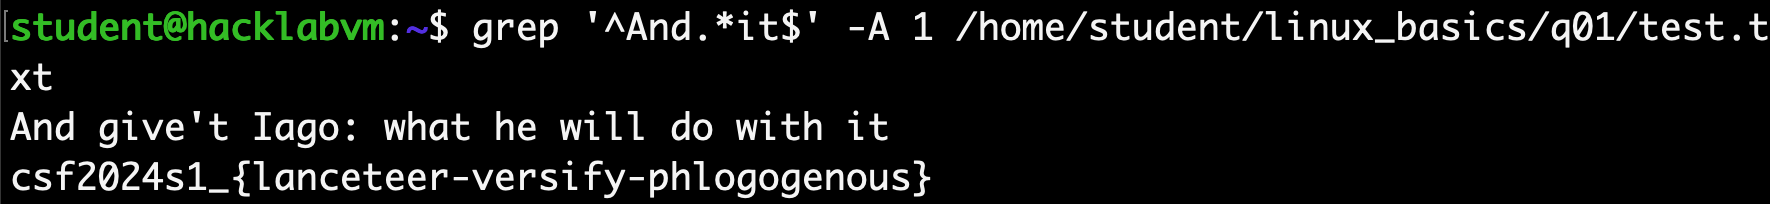 student@hacklabvm:~$ grep '^And.*it$' -A 1 /home/student/linux_basics/q01/test.t
xt
And give't Iago: what he will do with it
csf2024s1_{lanceteer-versify-phlogogenous}